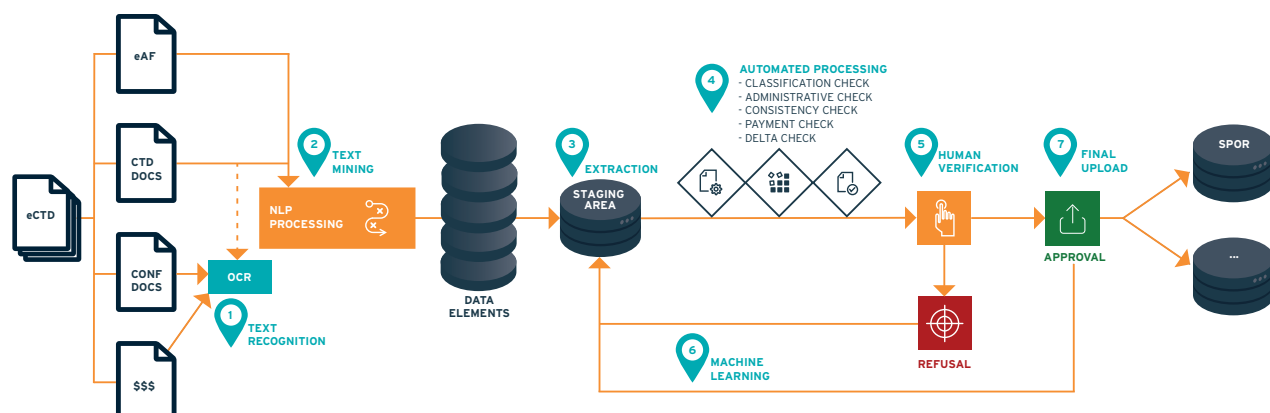 eCTD
eAF
CTD
DOCS
CONF
DOCS
$$$
OCR
1
TEXT
RECOGNITION
2
TEXT
MINING
NLP
PROCESSING
DATA
ELEMENTS
3
EXTRACTION
STAGING
AREA
4
AUTOMATED PROCESSING
- CLASSIFICATION CHECK
- ADMINISTRATIVE CHECK
- CONSISTENCY CHECK
- PAYMENT CHECK
- DELTA CHECK
5
HUMAN
VERIFICATION
REFUSAL
6
MACHINE
LEARNING
7
FINAL
UPLOAD
APPROVAL
SPOR
...